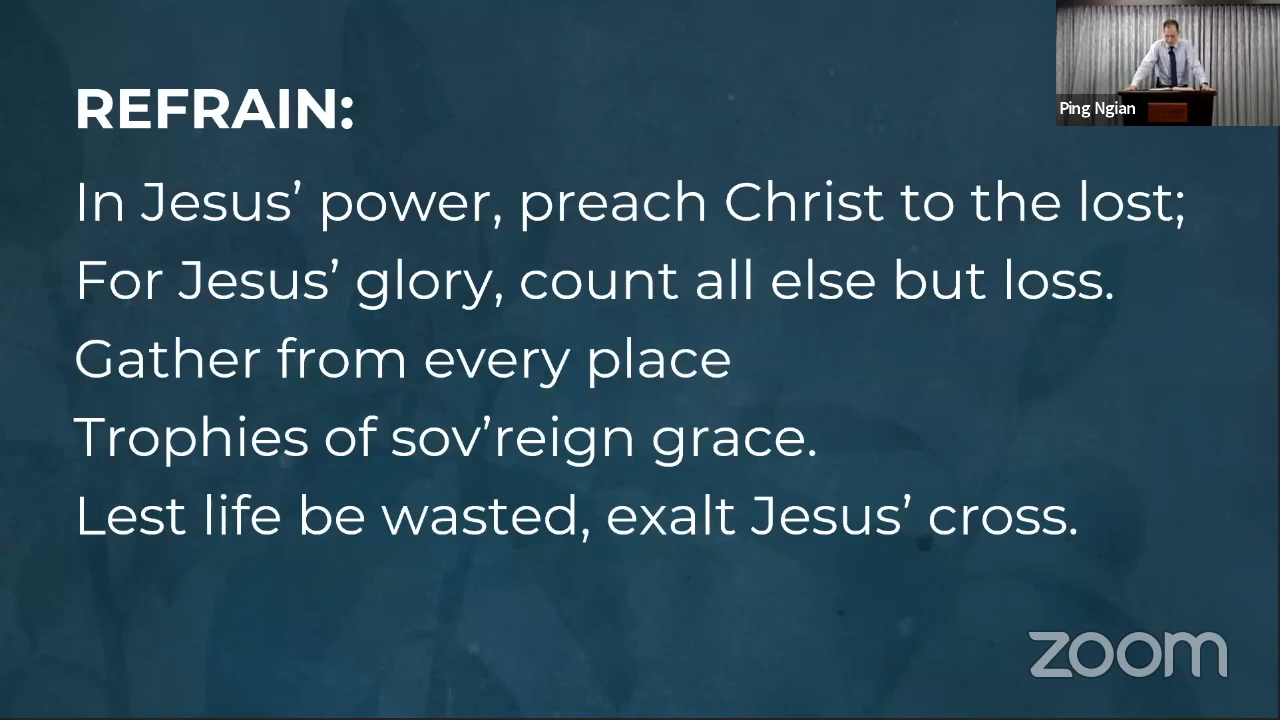 REFRAIN:
In Jesus’ power, preach Christ to the lost;
For Jesus’ glory, count all else but loss.
Gather from every place
Trophies of sov’reign grace.
Lest life be wasted, exalt Jesus’ cross.
Ping Ngian
zoom